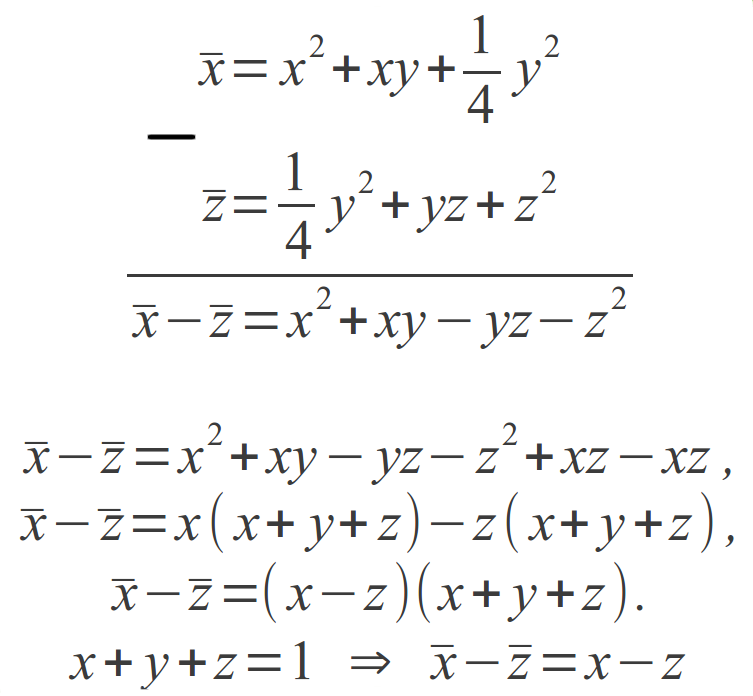 x̅ = x² + xy + 1/4 y²
−
z̅ = 1/4 y² + yz + z²
x̅ − z̅ = x² + xy − yz − z²
x̅ − z̅ = x² + xy − yz − z² + xz − xz ,
x̅ − z̅ = x( x + y + z ) − z( x + y + z ) ,
x̅ − z̅ = ( x − z )( x + y + z ) .
x + y + z = 1 ⇒ x̅ − z̅ = x − z